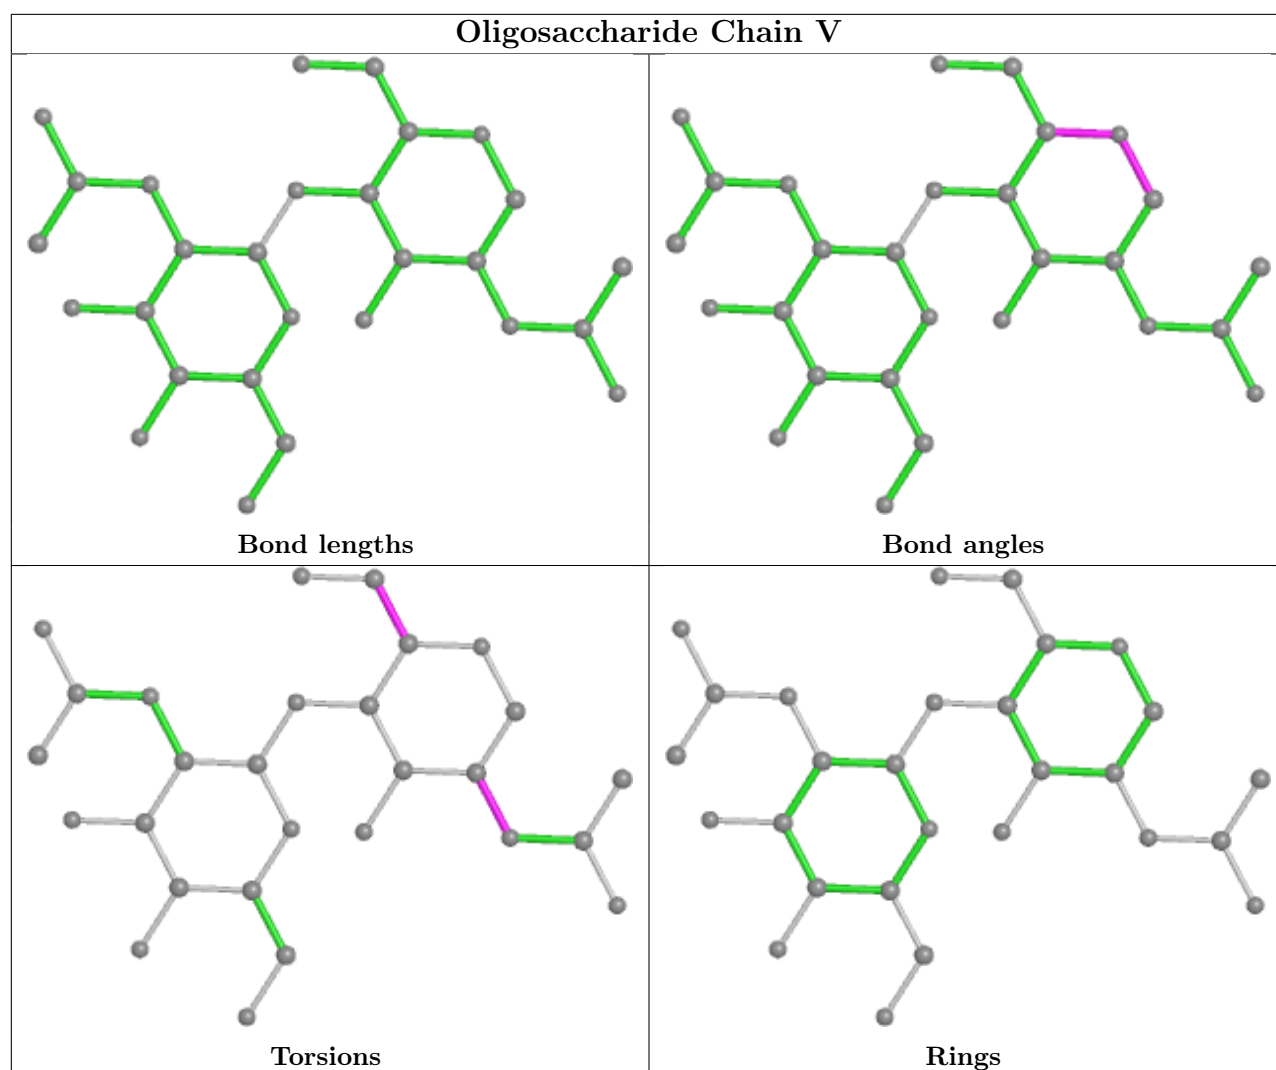 Oligosaccharide Chain V
Bond lengths
Bond angles
Torsions
Rings